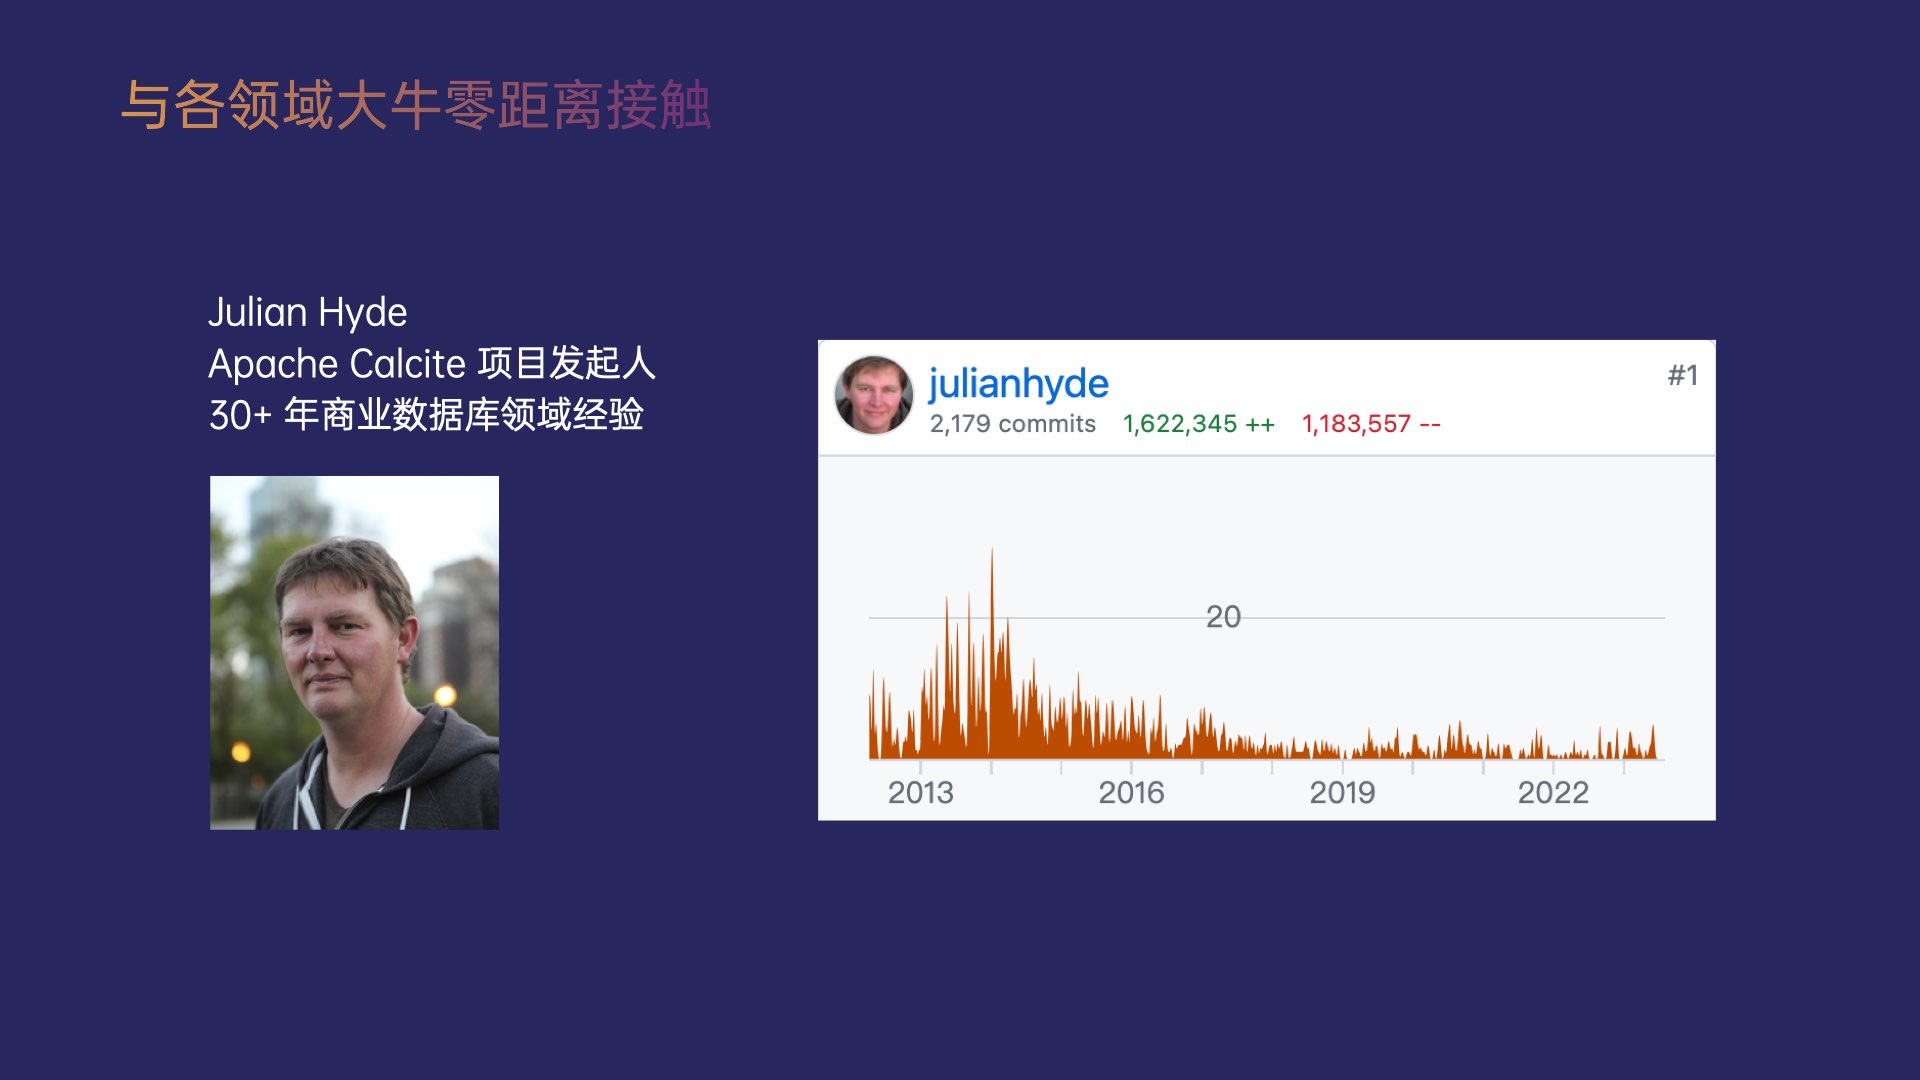 与各领域大牛零距离接触
Julian Hyde
Apache Calcite 项目发起人
30+ 年商业数据库领域经验
julianhyde
#1
2,179 commits 1,622,345 ++ 1,183,557 --
20
2013 2016 2019 2022